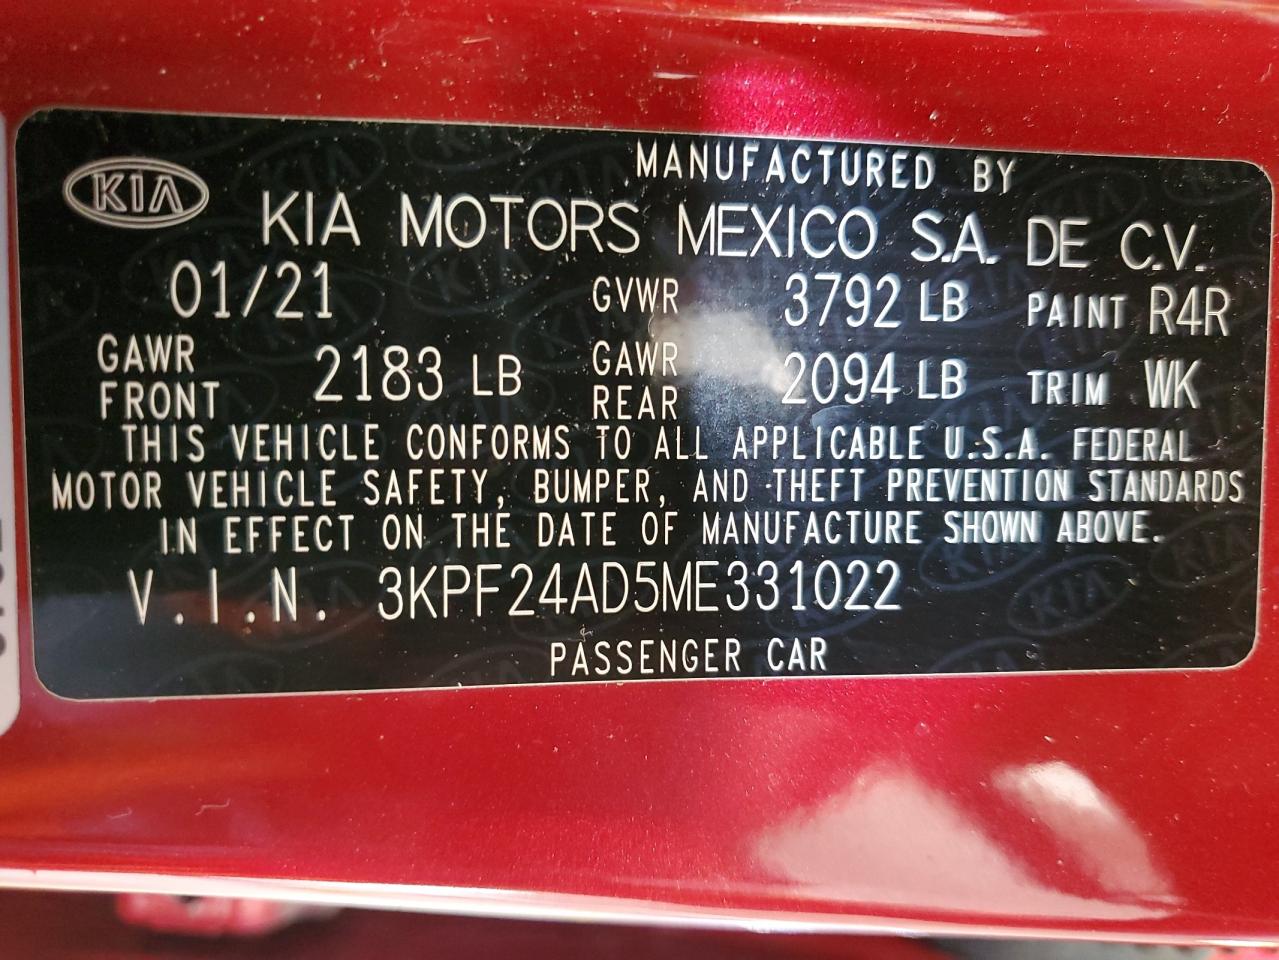 MANUFACTURED BY
KIA KIA MOTORS MEXICO S.A. DE C.V.
01/21 GVWR 3792 LB PAINT R4R
GAWR FRONT 2183 LB GAWR REAR 2094 LB TRIM WK
THIS VEHICLE CONFORMS TO ALL APPLICABLE U.S.A. FEDERAL
MOTOR VEHICLE SAFETY, BUMPER, AND THEFT PREVENTION STANDARDS
IN EFFECT ON THE DATE OF MANUFACTURE SHOWN ABOVE.
V.I.N. 3KPF24AD5ME331022
PASSENGER CAR